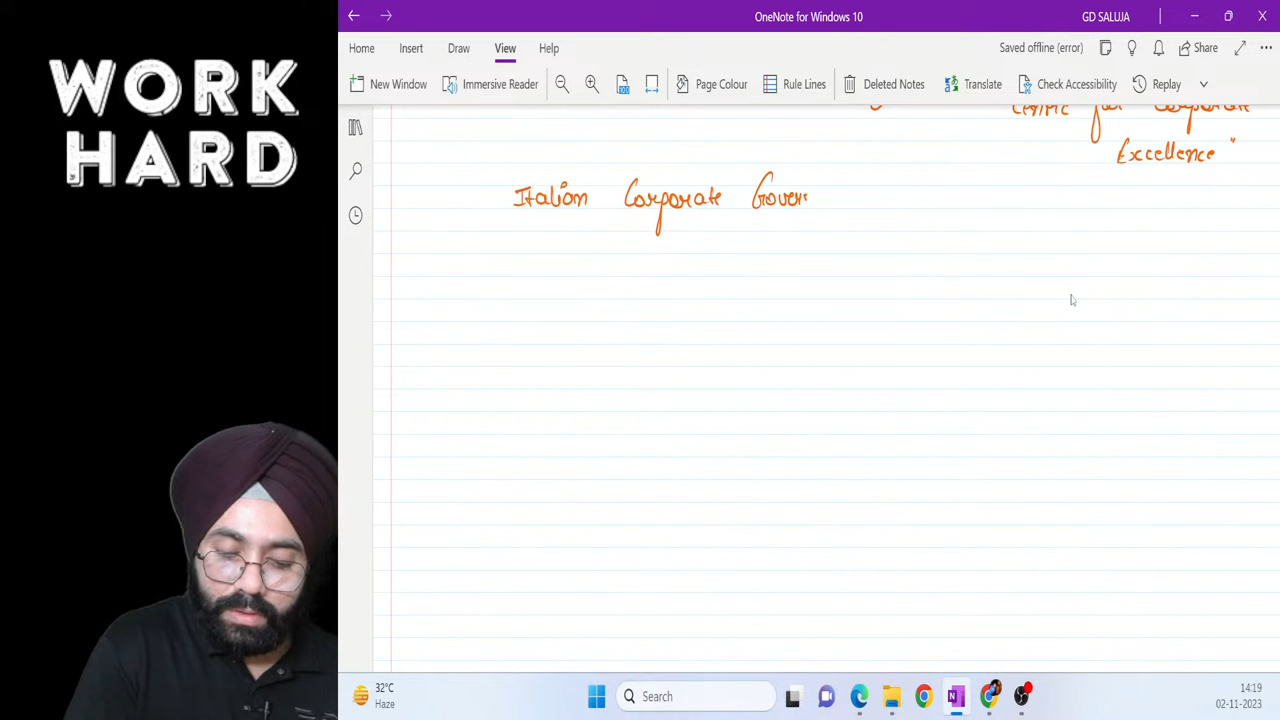 WORK
HARD
OneNote for Windows 10
GD SALUJA
Home Insert Draw View Help
Saved offline (error)
Share
New Window
Immersive Reader
Page Colour
Rule Lines
Deleted Notes
Translate
Check Accessibility
Replay
for Corporate
Excellence"
Italian Corporate Gover
32°C
Haze
Search
14:19
02-11-2023